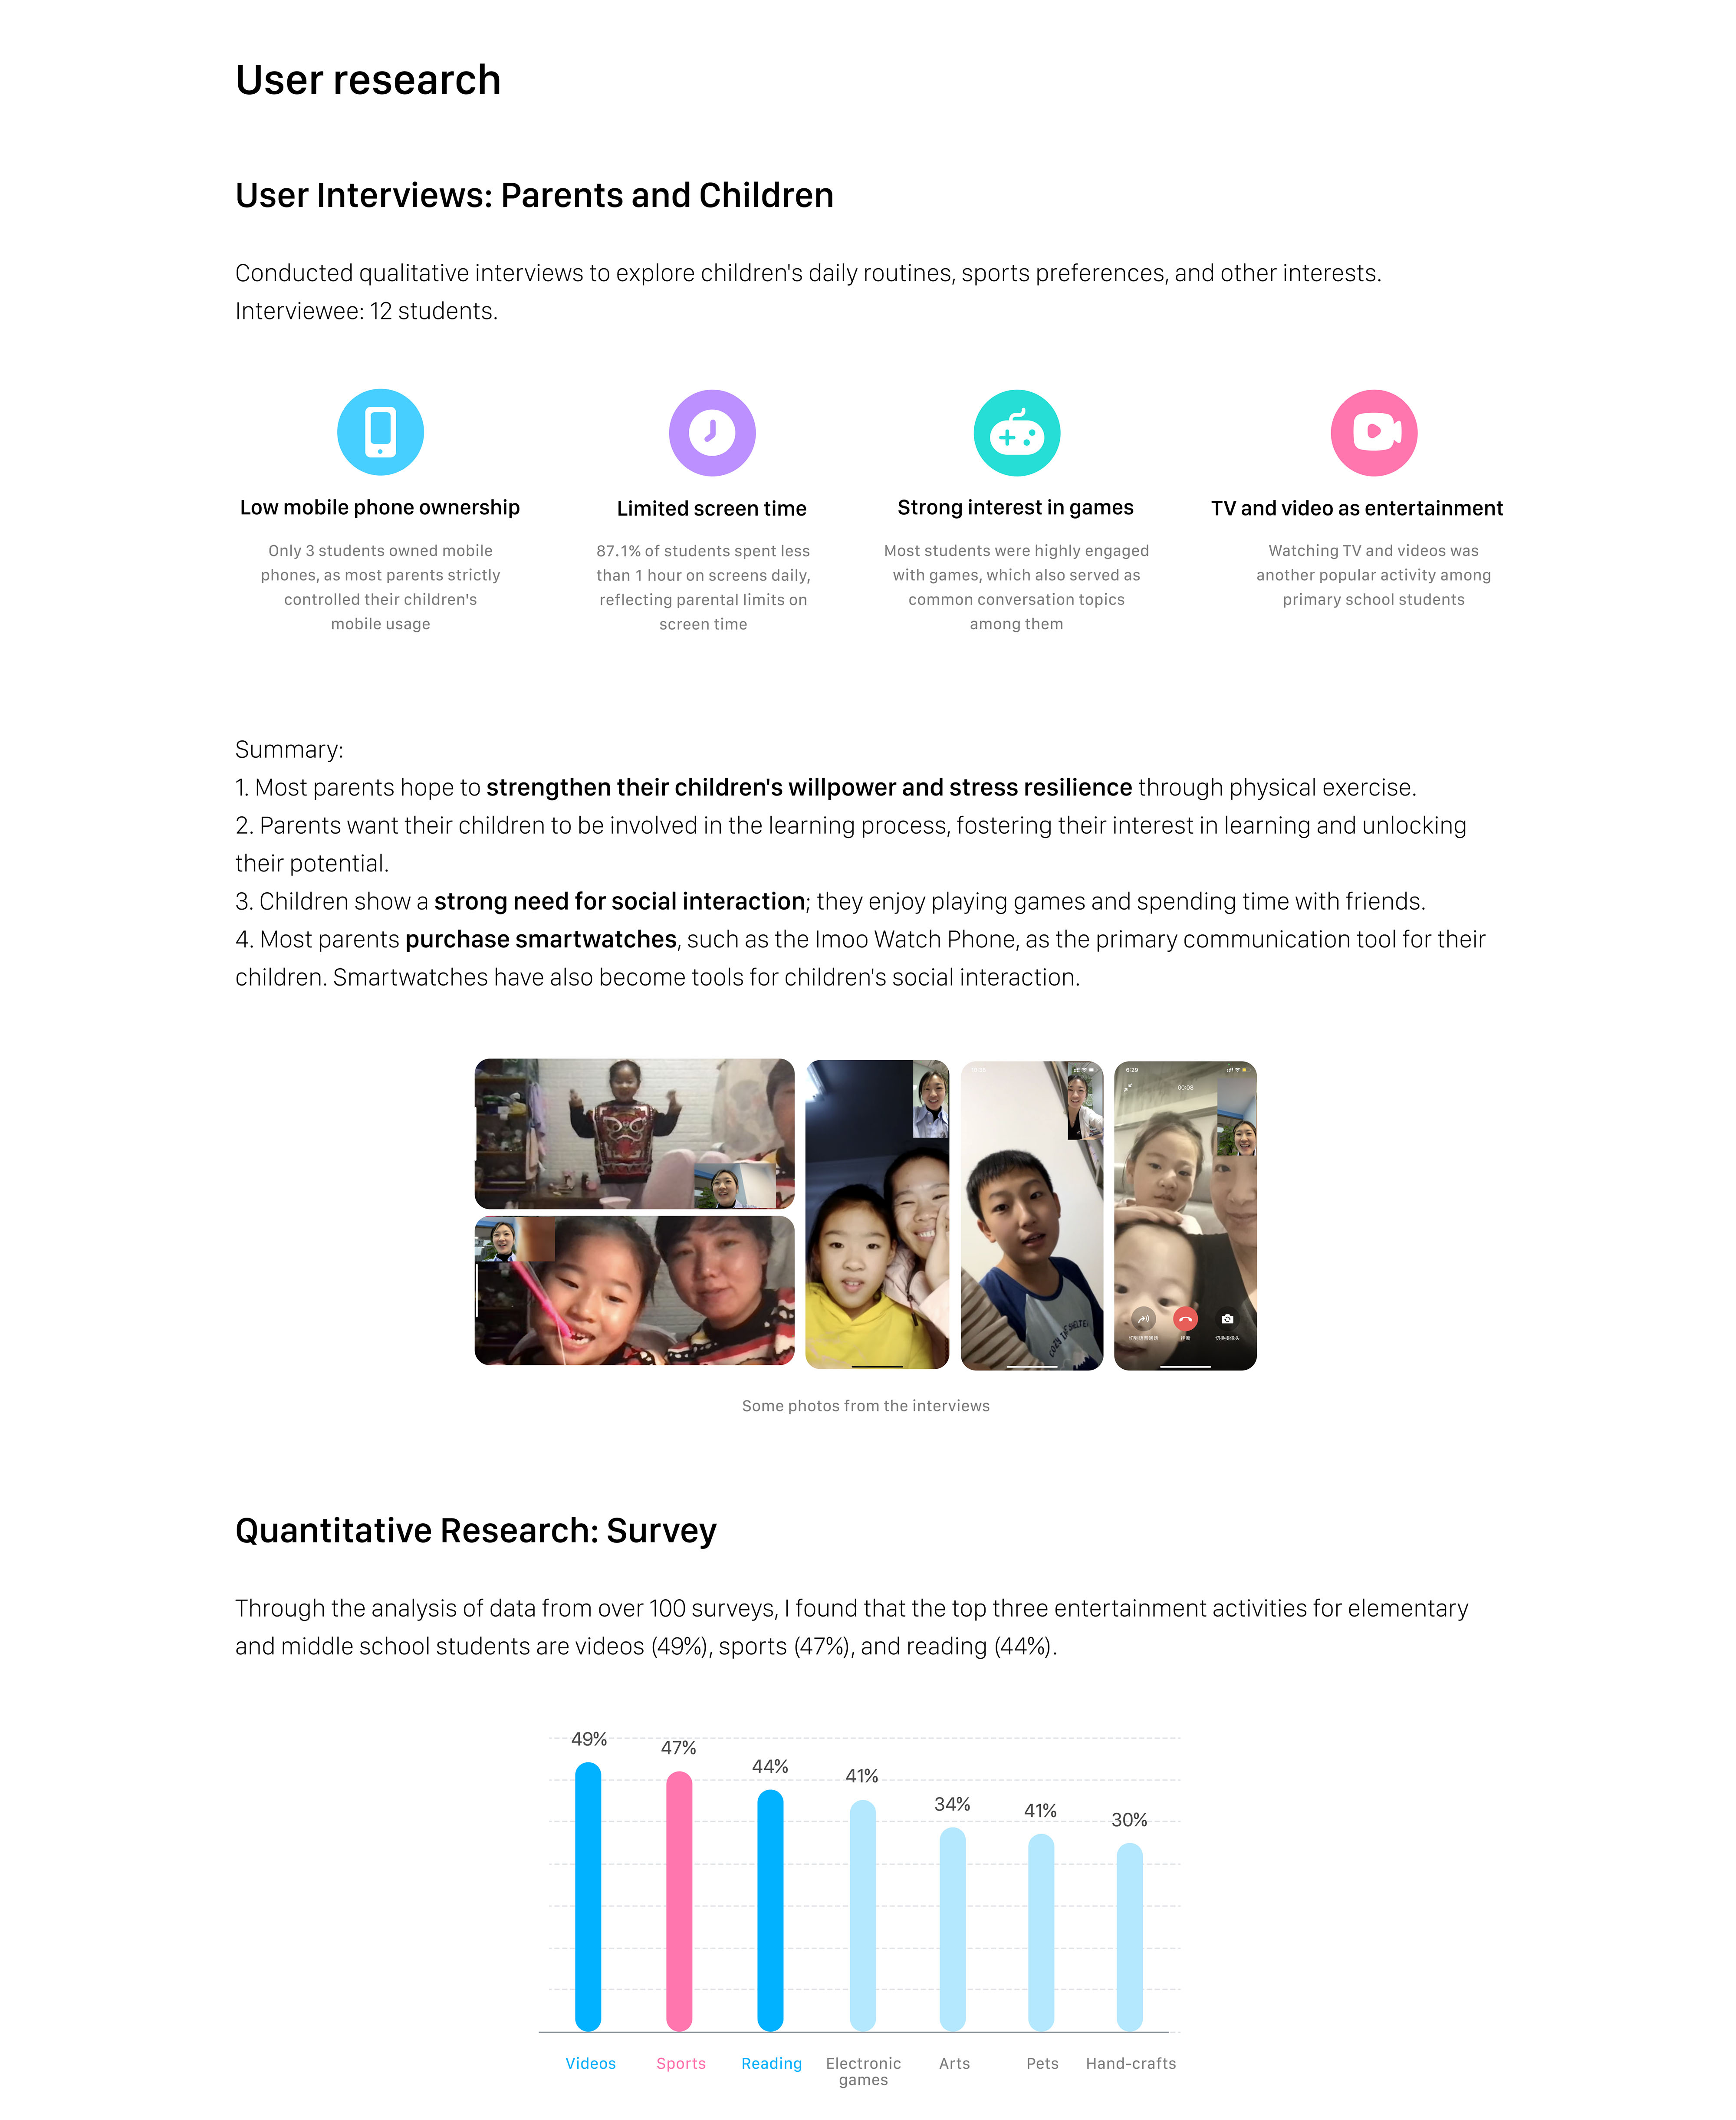 User research
User Interviews: Parents and Children
Conducted qualitative interviews to explore children's daily routines, sports preferences, and other interests.
Interviewee: 12 students.
Low mobile phone ownership
Only 3 students owned mobile
phones, as most parents strictly
controlled their children's
mobile usage
Limited screen time
87.1% of students spent less
than 1 hour on screens daily,
reflecting parental limits on
screen time
Strong interest in games
Most students were highly engaged
with games, which also served as
common conversation topics
among them
TV and video as entertainment
Watching TV and videos was
another popular activity among
primary school students
Summary:
1. Most parents hope to strengthen their children's willpower and stress resilience through physical exercise.
2. Parents want their children to be involved in the learning process, fostering their interest in learning and unlocking
their potential.
3. Children show a strong need for social interaction; they enjoy playing games and spending time with friends.
4. Most parents purchase smartwatches, such as the Imoo Watch Phone, as the primary communication tool for their
children. Smartwatches have also become tools for children's social interaction.
6:29
00:08
切换摄像头
Some photos from the interviews
Quantitative Research: Survey
Through the analysis of data from over 100 surveys, I found that the top three entertainment activities for elementary
and middle school students are videos (49%), sports (47%), and reading (44%).
49%
47%
44%
41%
34%
41%
30%
Videos
Sports
Reading
Electronic
games
Arts
Pets
Hand-crafts